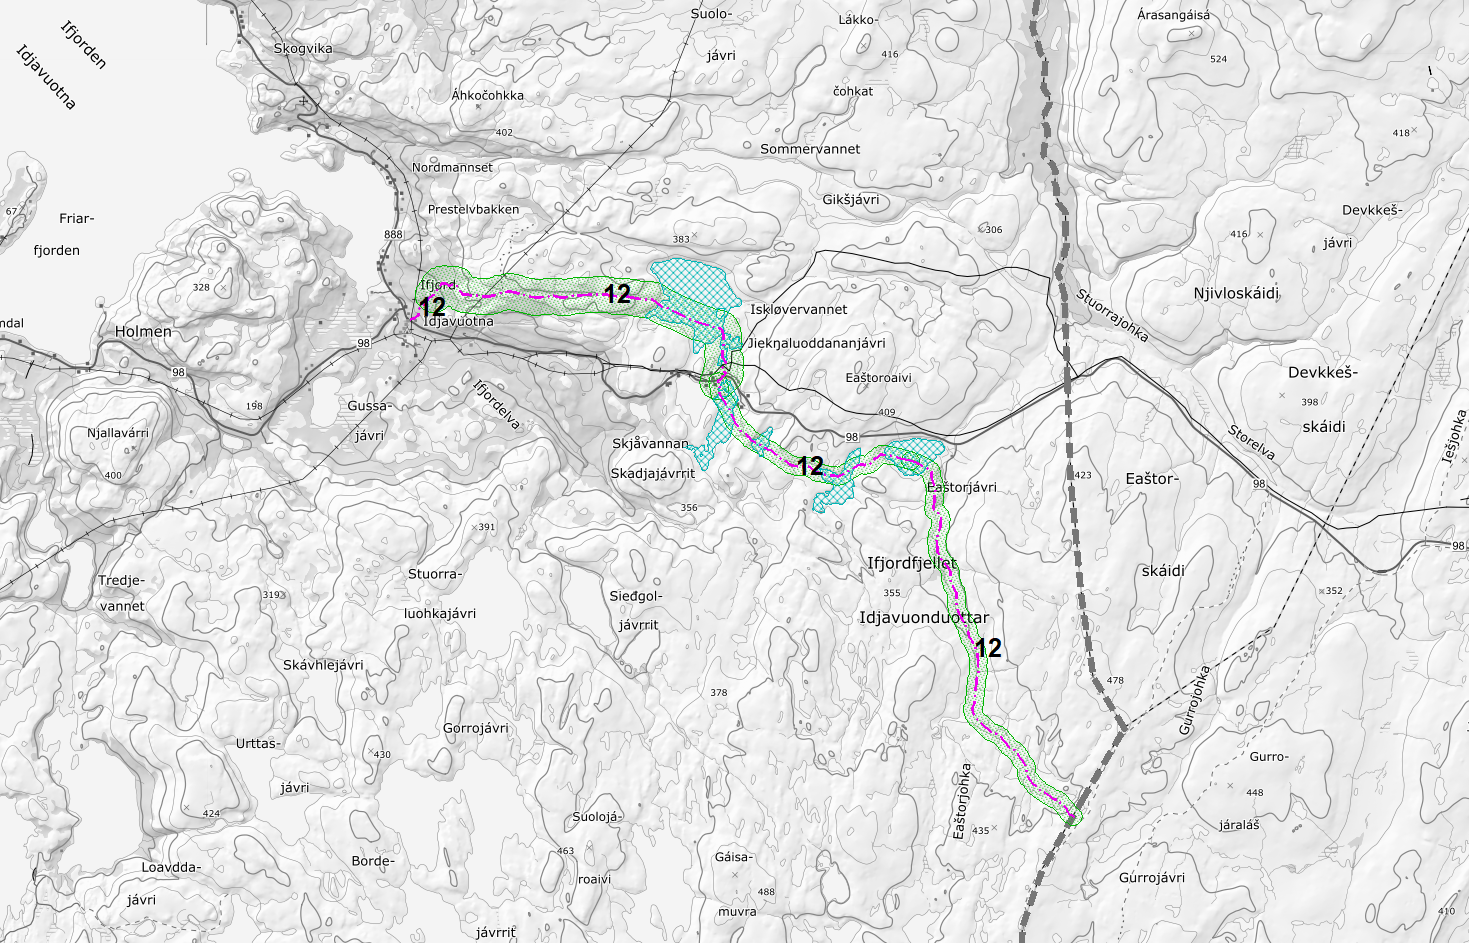 Ifjorden
Idjavuotna
Skogvika
Suolo-
jávri
Lákko-
416
čohkat
Árasangáisá
524
Áhkočohkka
402
418
Sommervannet
Nordmannset
Prestelvbakken
Gikšjávri
67
Friar-
fjorden
888
383
306
416
Devkkeš-
jávri
328
Ifjord
12
12
Idjavuotna
Iskløvervannet
Njivloskáidi
Stuorrajohka
Holmen
98
98
Jiekŋaluoddananjávri
Eaštoroaivi
409
Devkkeš-
398
skáidi
198
Gussa-
jávri
Ifjordelva
Njallavárri
400
Skjåvannan
Skadjajávrrit
98
12
Storelva
Iešjohka
423
Eaštor-
98
Eaštorjávri
356
391
98
Ifjordfjellet
skáidi
Tredje-
vannet
319
Stuorra-
luohkajávri
Sieđgol-
jávrrit
355
352
Idjavuonduottar
12
Skávhlejávri
378
478
Gurrojohka
Gorrojávri
Urttas-
jávri
430
Gurro-
448
járaláš
424
Suolojá-
463
roaivi
Eaštorjohka
435
Loavdda-
jávri
Borde-
jávrrit
Gáisa-
488
muvra
Gurrojávri
410